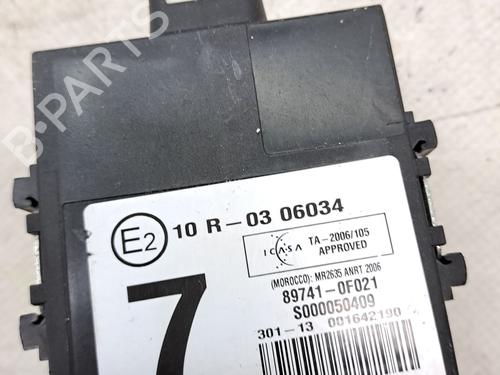 B-PARTS
E2 10 R-03 06034
ICASA TA-2006/105
APPROVED
(MOROCCO): MR2635 ANRT 2006
89741-0F021
S000050409
301-13 001642190
7